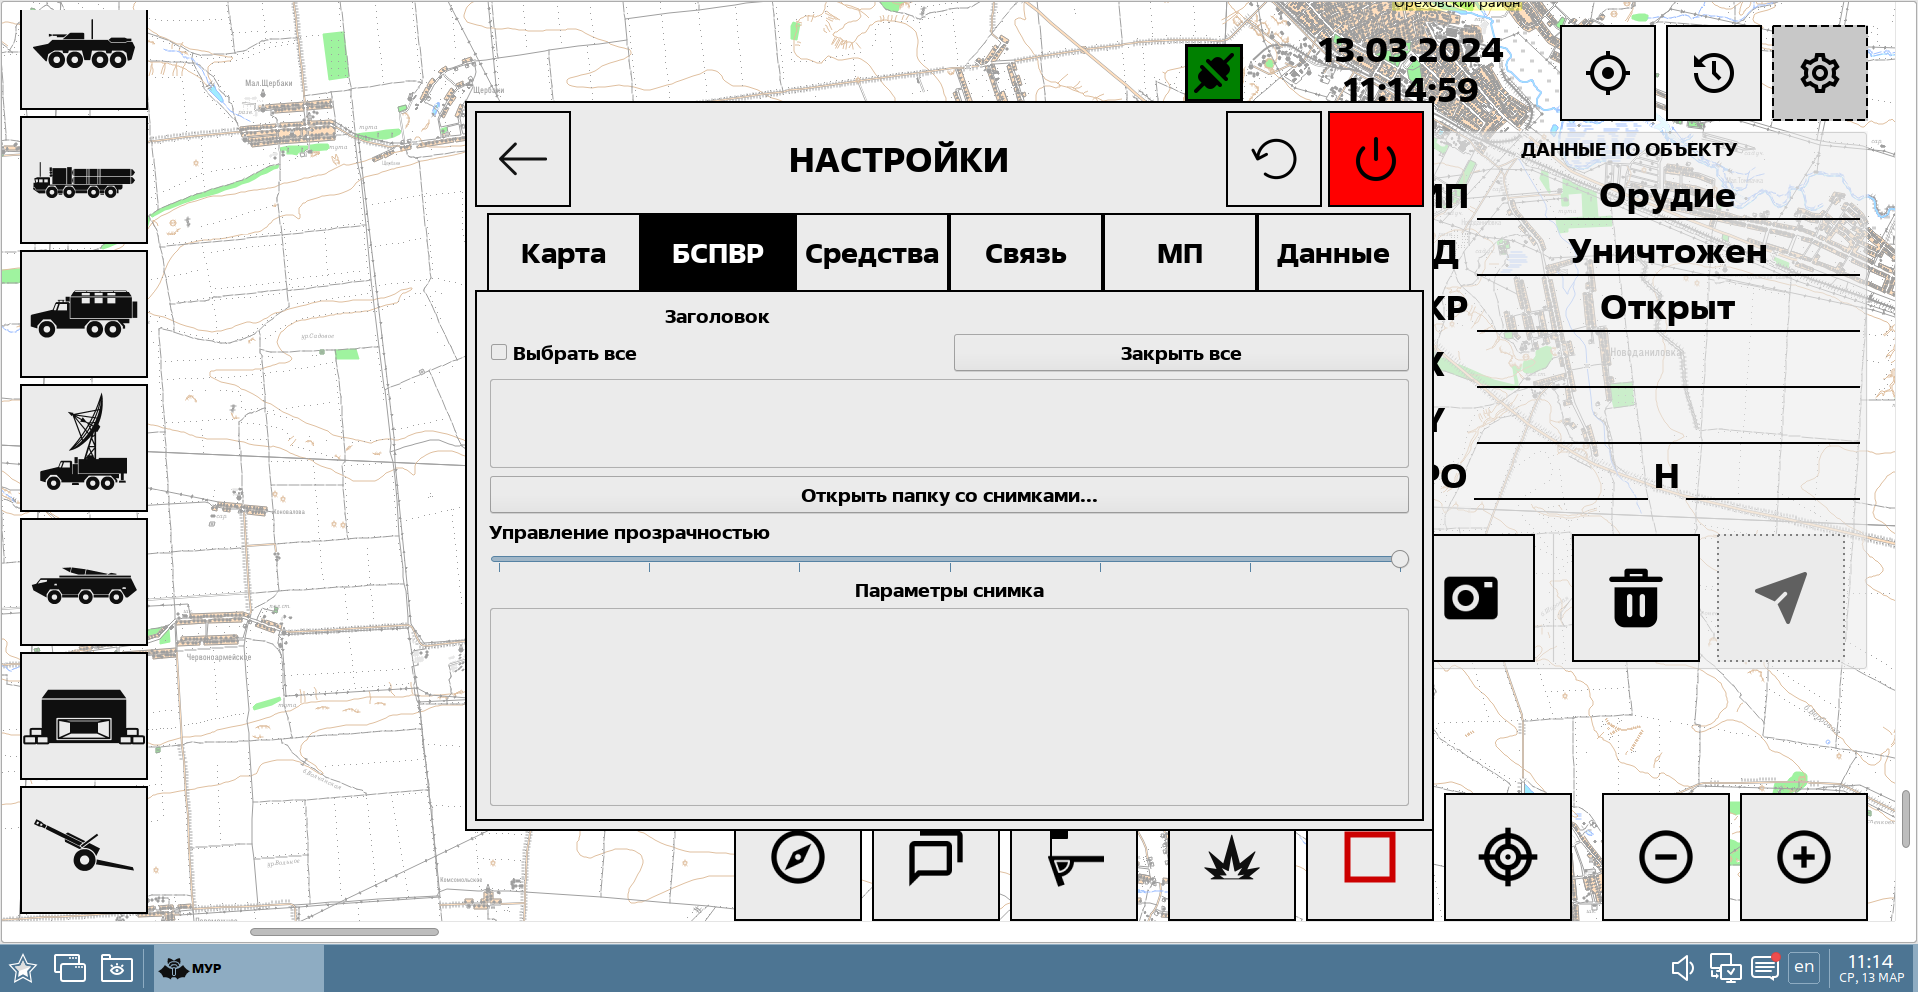 Ореховский район
13.03.2024
11:14:59
Мал.Щербаки
Щербаки
НАСТРОЙКИ
Карта
БСПВР
Средства
Связь
МП
Данные
Заголовок
Выбрать все
Закрыть все
Открыть папку со снимками...
Управление прозрачностью
Параметры снимка
ДАННЫЕ ПО ОБЪЕКТУ
ИП
Орудие
Д
Уничтожен
КР
Открыт
X
Y
РО
Н
Новоданиловка
Червоноармейское
Комсомольское
МУР
en
11:14
СР, 13 МАР